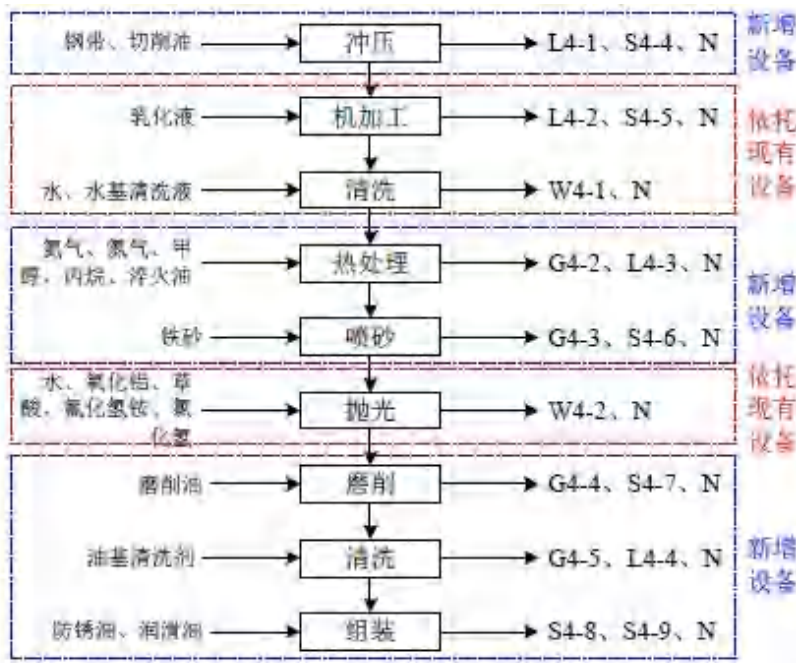 钢带、切削油 冲压 L4-1、S4-4、N 新增设备
乳化液 机加工 L4-2、S4-5、N 依托现有设备
水、水基清洗液 清洗 W4-1、N
氮气、甲
醇、丙烷、淬火油 热处理 G4-2、L4-3、N 新增设备
铁砂 喷砂 G4-3、S4-6、N
水、氧化铝、草
酸、氟化氢铵、
化氢 抛光 W4-2、N 依托现有设备
磨削油 磨削 G4-4、S4-7、N
油基清洗剂 清洗 G4-5、L4-4、N 新增设备
防锈油、润滑油 组装 S4-8、S4-9、N